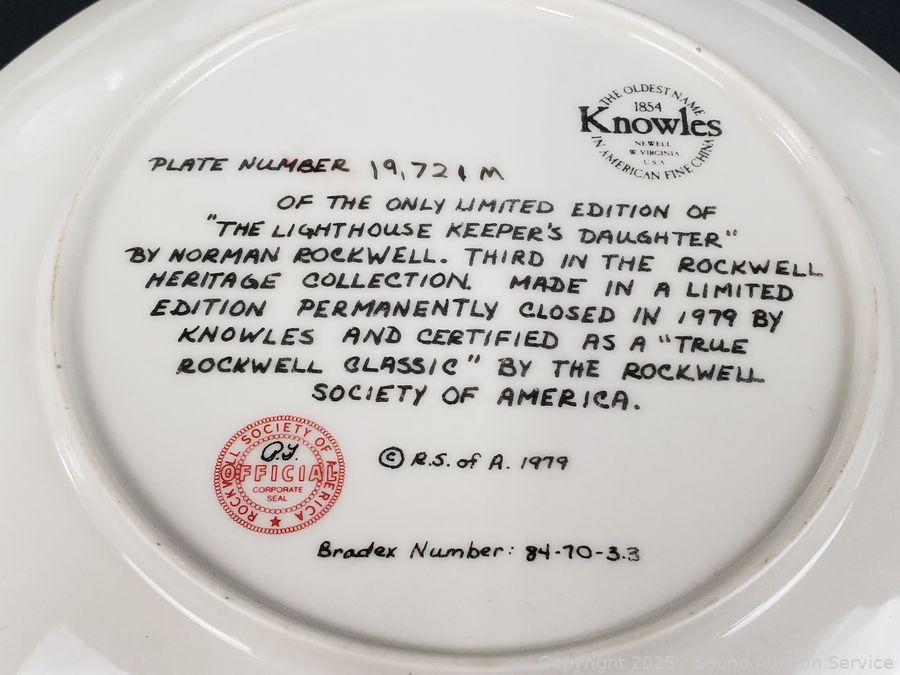 THE OLDEST NAME
1854
Knowles
NEWELL
W. VIRGINIA
U.S.A.
IN AMERICAN FINE CHINA
PLATE NUMBER 19,721M
OF THE ONLY LIMITED EDITION OF
"THE LIGHTHOUSE KEEPER'S DAUGHTER"
BY NORMAN ROCKWELL. THIRD IN THE ROCKWELL
HERITAGE COLLECTION. MADE IN A LIMITED
EDITION PERMANENTLY CLOSED IN 1979 BY
KNOWLES AND CERTIFIED AS A "TRUE
ROCKWELL CLASSIC" BY THE ROCKWELL
SOCIETY OF AMERICA.
ROCKWELL SOCIETY OF AMERICA
P.J.
OFFICIAL
CORPORATE
SEAL
© R.S. of A. 1979
Bradex Number: 84-70-3.3
Copyright 2025 - Sound Auction Service